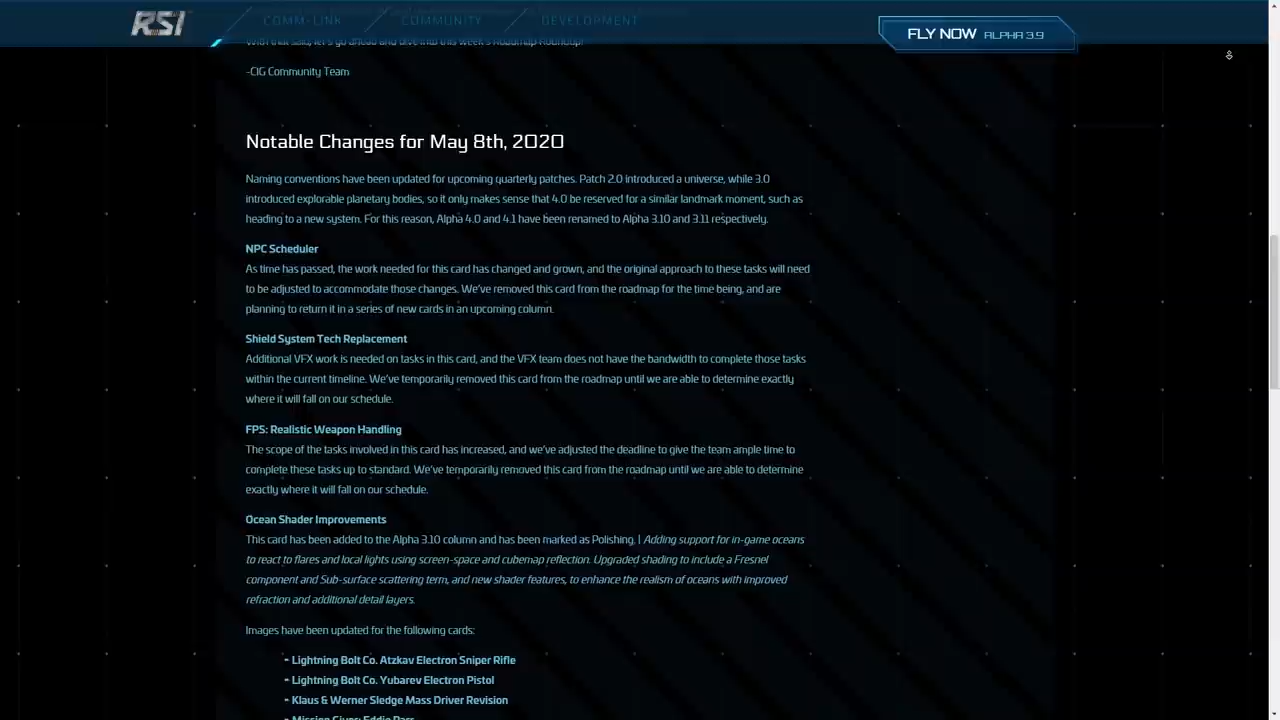 RSI
COMM-LINK
COMMUNITY
DEVELOPMENT
FLY NOW ALPHA 3.9
With that said, let's go ahead and dive into this week's Roadmap Roundup!
-CIG Community Team
Notable Changes for May 8th, 2020
Naming conventions have been updated for upcoming quarterly patches. Patch 2.0 introduced a universe, while 3.0
introduced explorable planetary bodies, so it only makes sense that 4.0 be reserved for a similar landmark moment, such as
heading to a new system. For this reason, Alpha 4.0 and 4.1 have been renamed to Alpha 3.10 and 3.11 respectively.
NPC Scheduler
As time has passed, the work needed for this card has changed and grown, and the original approach to these tasks will need
to be adjusted to accommodate those changes. We've removed this card from the roadmap for the time being, and are
planning to return it in a series of new cards in an upcoming column.
Shield System Tech Replacement
Additional VFX work is needed on tasks in this card, and the VFX team does not have the bandwidth to complete those tasks
within the current timeline. We've temporarily removed this card from the roadmap until we are able to determine exactly
where it will fall on our schedule.
FPS: Realistic Weapon Handling
The scope of the tasks involved in this card has increased, and we've adjusted the deadline to give the team ample time to
complete these tasks up to standard. We've temporarily removed this card from the roadmap until we are able to determine
exactly where it will fall on our schedule.
Ocean Shader Improvements
This card has been added to the Alpha 3.10 column and has been marked as Polishing. | Adding support for in-game oceans
to react to flares and local lights using screen-space and cubemap reflection. Upgraded shading to include a Fresnel
component and Sub-surface scattering term, and new shader features, to enhance the realism of oceans with improved
refraction and additional detail layers.
Images have been updated for the following cards:
- Lightning Bolt Co. Atzkav Electron Sniper Rifle
- Lightning Bolt Co. Yubarev Electron Pistol
- Klaus & Werner Sledge Mass Driver Revision
- Mission Giver: Eddie Parr